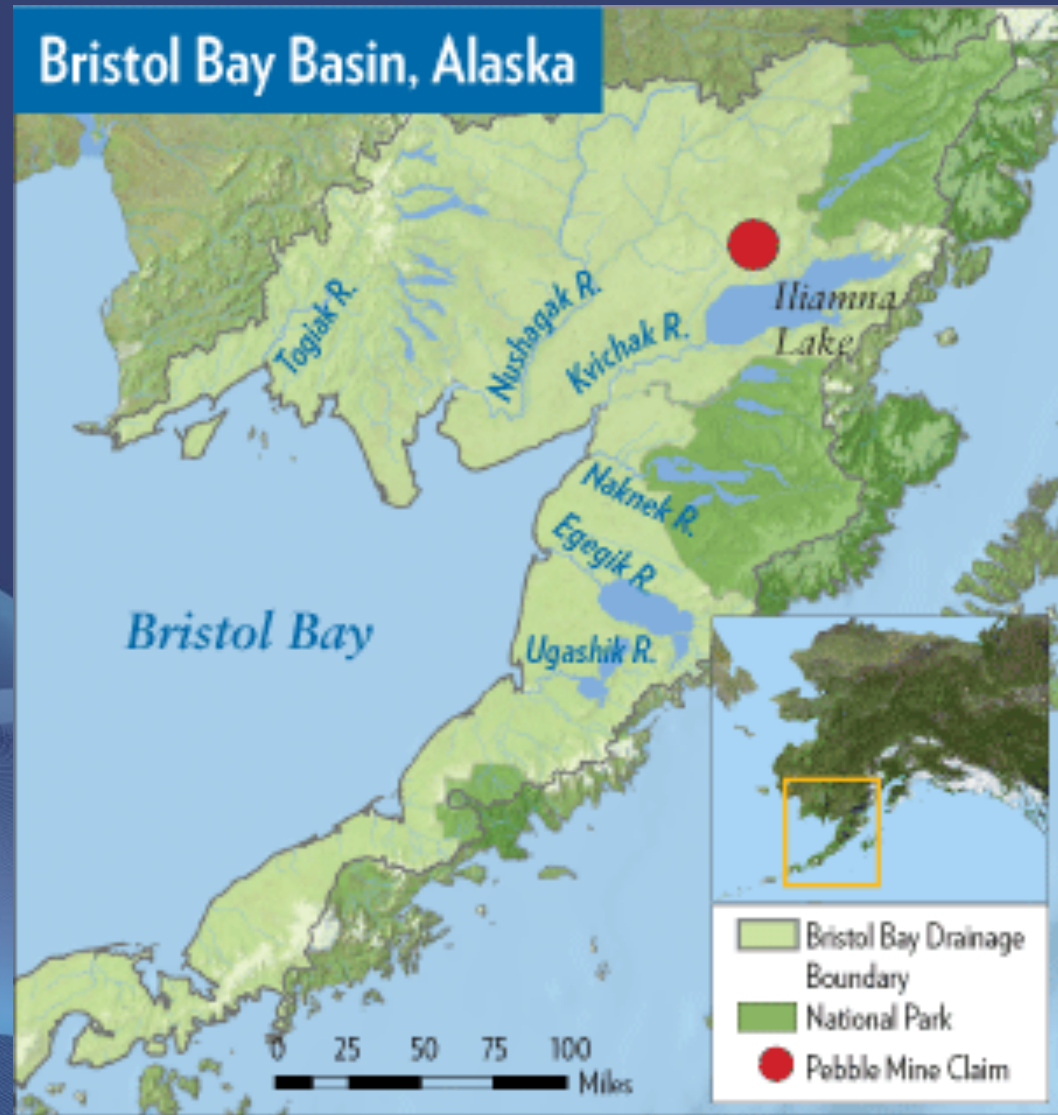 Bristol Bay Basin, Alaska
Togiak R.
Nushagak R.
Kvichak R.
Iliamna
Lake
Naknek R.
Egegik R.
Bristol Bay
Ugashik R.
Bristol Bay Drainage
Boundary
National Park
Pebble Mine Claim
0 25 50 75 100
Miles